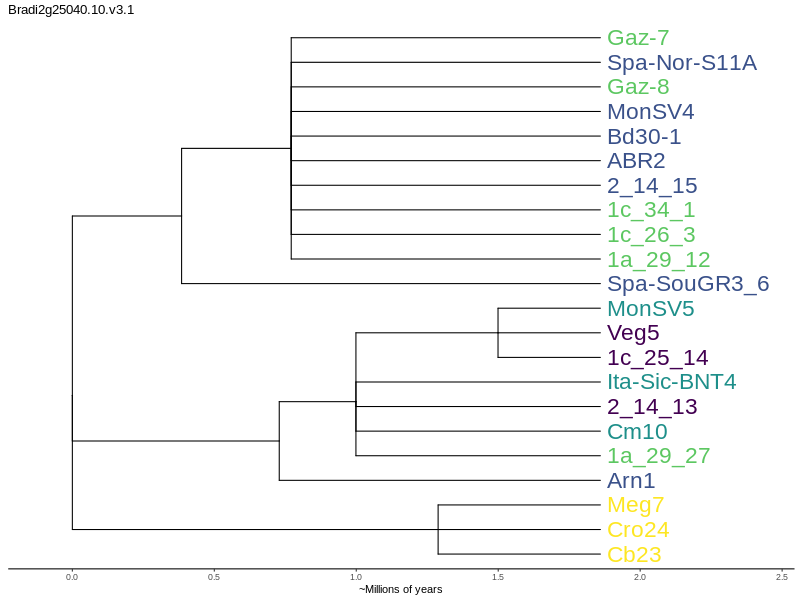 Bradi2g25040.10.v3.1
Gaz-7
Spa-Nor-S11A
Gaz-8
MonSV4
Bd30-1
ABR2
2_14_15
1c_34_1
1c_26_3
1a_29_12
Spa-SouGR3_6
MonSV5
Veg5
1c_25_14
Ita-Sic-BNT4
2_14_13
Cm10
1a_29_27
Arn1
Meg7
Cro24
Cb23
0.0 0.5 1.0 1.5 2.0 2.5
~Millions of years